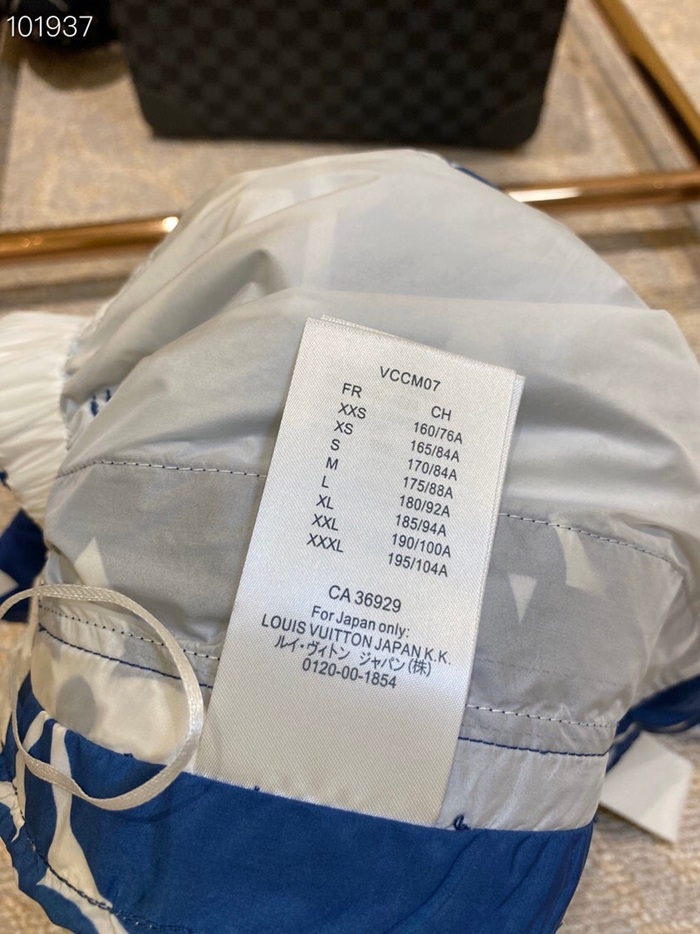 101937
VCCM07
FR CH
XXS 160/76A
XS 165/84A
S 170/84A
M 175/88A
L 180/92A
XL 185/94A
XXL 190/100A
XXXL 195/104A
CA 36929
For Japan only:
LOUIS VUITTON JAPAN K.K.
ルイ・ヴィトン ジャパン(株)
0120-00-1854